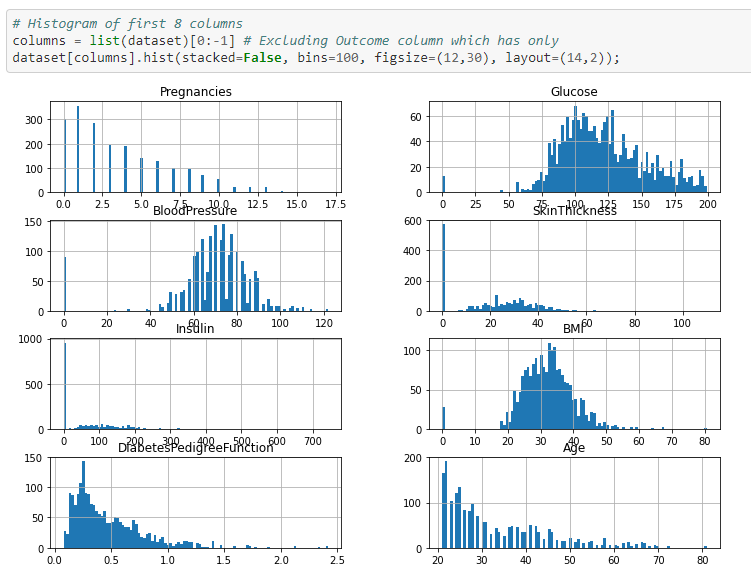 # Histogram of first 8 columns
columns = list(dataset)[0:-1] # Excluding Outcome column which has only
dataset[columns].hist(stacked=False, bins=100, figsize=(12,30), layout=(14,2));
Pregnancies
300
200
100
0
0.0 2.5 5.0 7.5 10.0 12.5 15.0 17.5
Glucose
60
40
20
0
0 25 50 75 100 125 150 175 200
BloodPressure
150
100
50
0
0 20 40 60 80 100 120
SkinThickness
600
400
200
0
0 20 40 60 80 100
Insulin
1000
500
0
0 100 200 300 400 500 600 700
BMI
100
50
0
0 10 20 30 40 50 60 70 80
DiabetesPedigreeFunction
150
100
50
0
0.0 0.5 1.0 1.5 2.0 2.5
Age
200
100
0
20 30 40 50 60 70 80